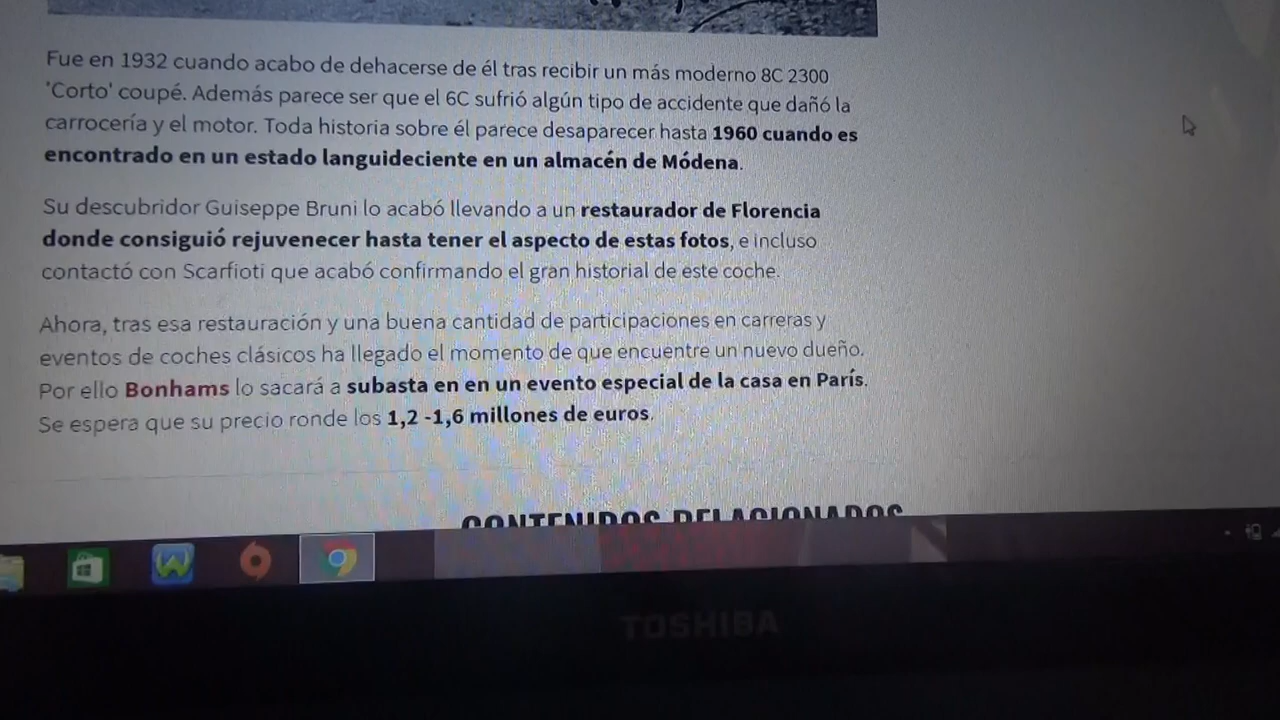 Fue en 1932 cuando acabo de dehacerse de él tras recibir un más moderno 8C 2300
'Corto' coupé. Además parece ser que el 6C sufrió algún tipo de accidente que dañó la
carrocería y el motor. Toda historia sobre él parece desaparecer hasta 1960 cuando es
encontrado en un estado languideciente en un almacén de Módena.
Su descubridor Guiseppe Bruni lo acabó llevando a un restaurador de Florencia
donde consiguió rejuvenecer hasta tener el aspecto de estas fotos, e incluso
contactó con Scarfioti que acabó confirmando el gran historial de este coche.
Ahora, tras esa restauración y una buena cantidad de participaciones en carreras y
eventos de coches clásicos ha llegado el momento de que encuentre un nuevo dueño.
Por ello Bonhams lo sacará a subasta en en un evento especial de la casa en París.
Se espera que su precio ronde los 1,2 -1,6 millones de euros.
CONTENIDOS RELACIONADOS
TOSHIBA